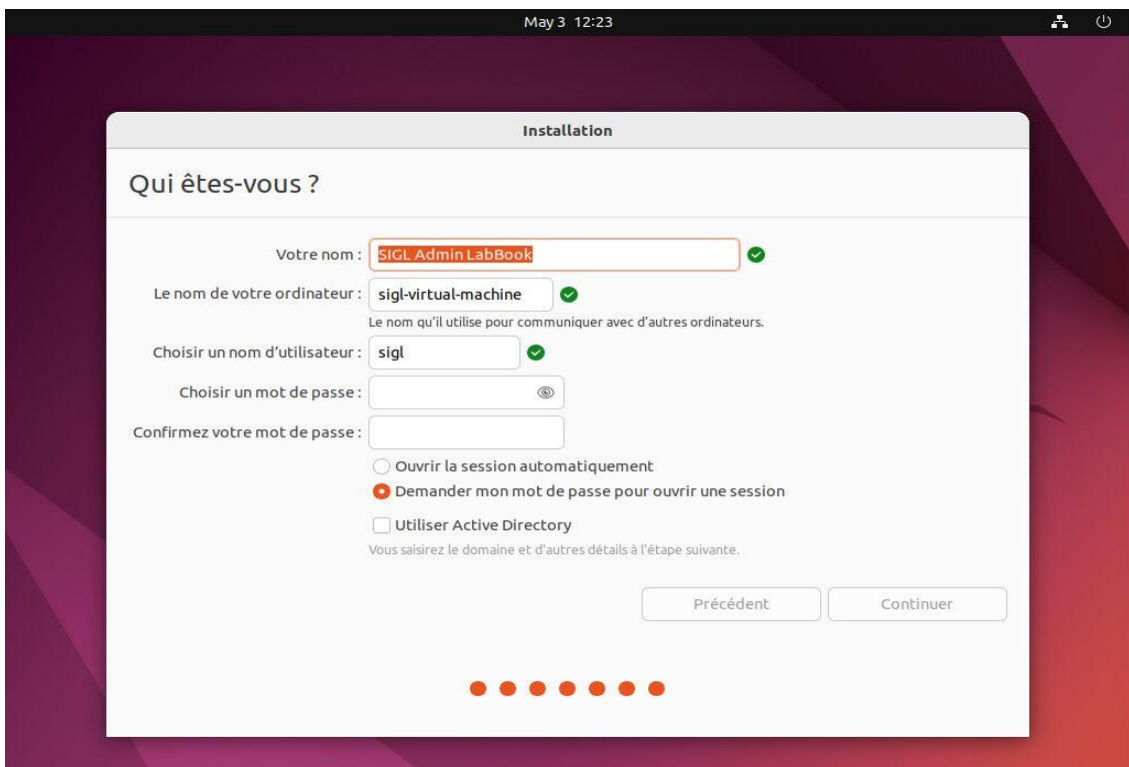 May 3 12:23
Installation
Qui êtes-vous ?
Votre nom :
SIGL Admin LabBook
Le nom de votre ordinateur :
sigl-virtual-machine
Le nom qu'il utilise pour communiquer avec d'autres ordinateurs.
Choisir un nom d'utilisateur :
sigl
Choisir un mot de passe :
Confirmez votre mot de passe :
Ouvrir la session automatiquement
Demander mon mot de passe pour ouvrir une session
Utiliser Active Directory
Vous saisirez le domaine et d'autres détails à l'étape suivante.
Précédent
Continuer